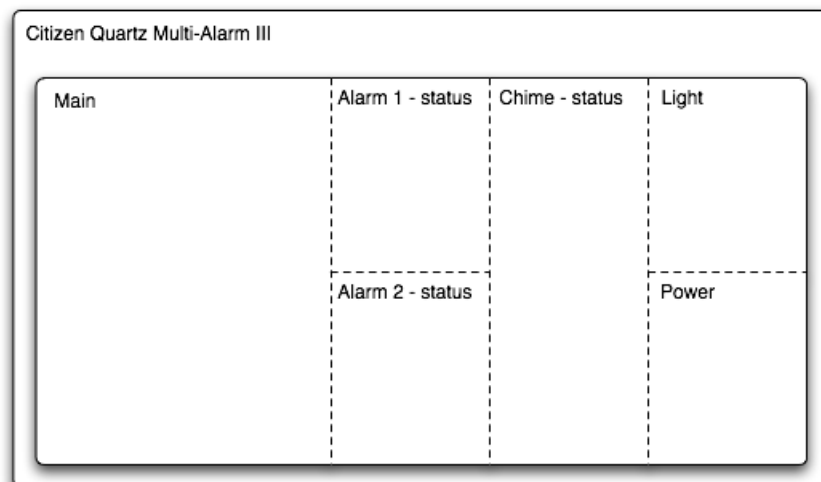 Citizen Quartz Multi-Alarm III
Main
Alarm 1 - status
Chime - status
Light
Alarm 2 - status
Power